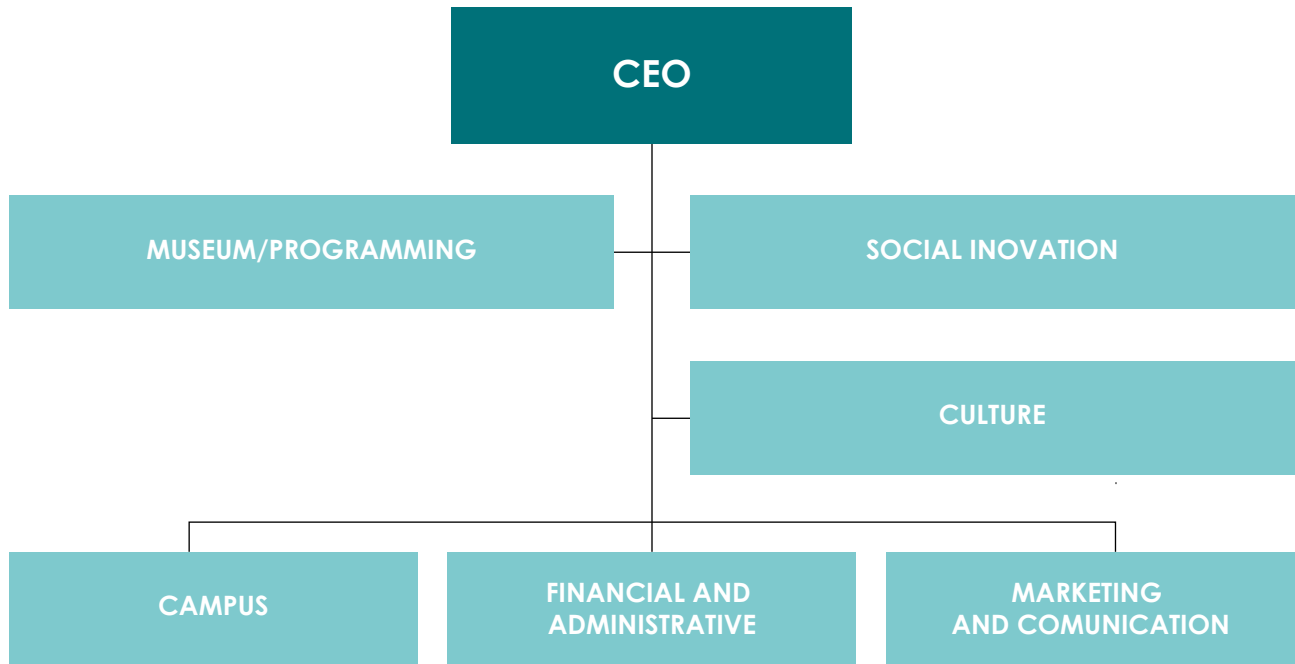 CEO
MUSEUM/PROGRAMMING
SOCIAL INOVATION
CULTURE
CAMPUS
FINANCIAL AND
ADMINISTRATIVE
MARKETING
AND COMUNICATION